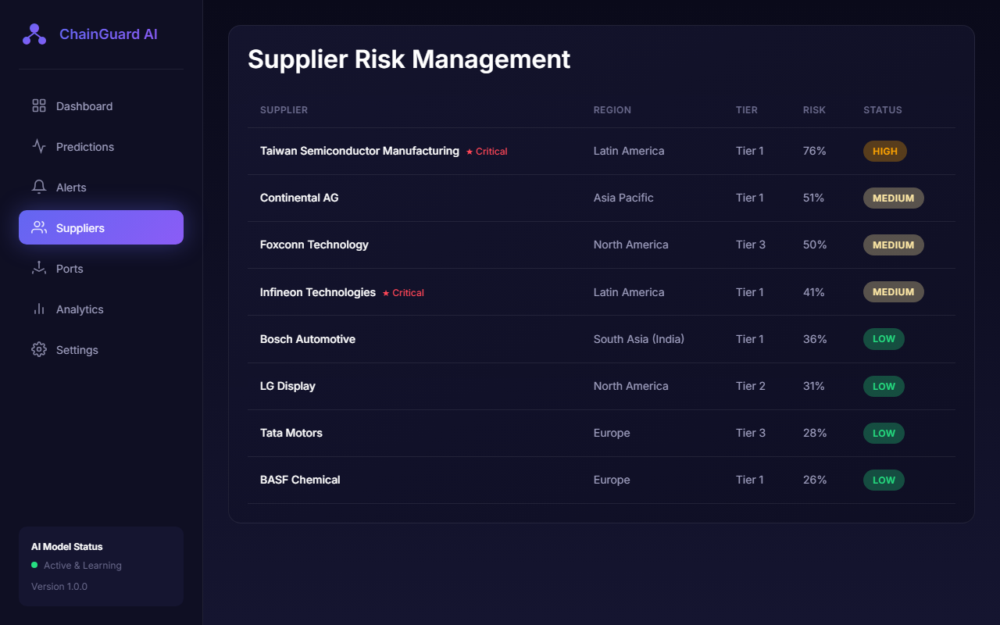 ChainGuard AI
Dashboard
Predictions
Alerts
Suppliers
Ports
Analytics
Settings
AI Model Status
Active & Learning
Version 1.0.0
Supplier Risk Management
SUPPLIER REGION TIER RISK STATUS
Taiwan Semiconductor Manufacturing ★ Critical Latin America Tier 1 76% HIGH
Continental AG Asia Pacific Tier 1 51% MEDIUM
Foxconn Technology North America Tier 3 50% MEDIUM
Infineon Technologies ★ Critical Latin America Tier 1 41% MEDIUM
Bosch Automotive South Asia (India) Tier 1 36% LOW
LG Display North America Tier 2 31% LOW
Tata Motors Europe Tier 3 28% LOW
BASF Chemical Europe Tier 1 26% LOW